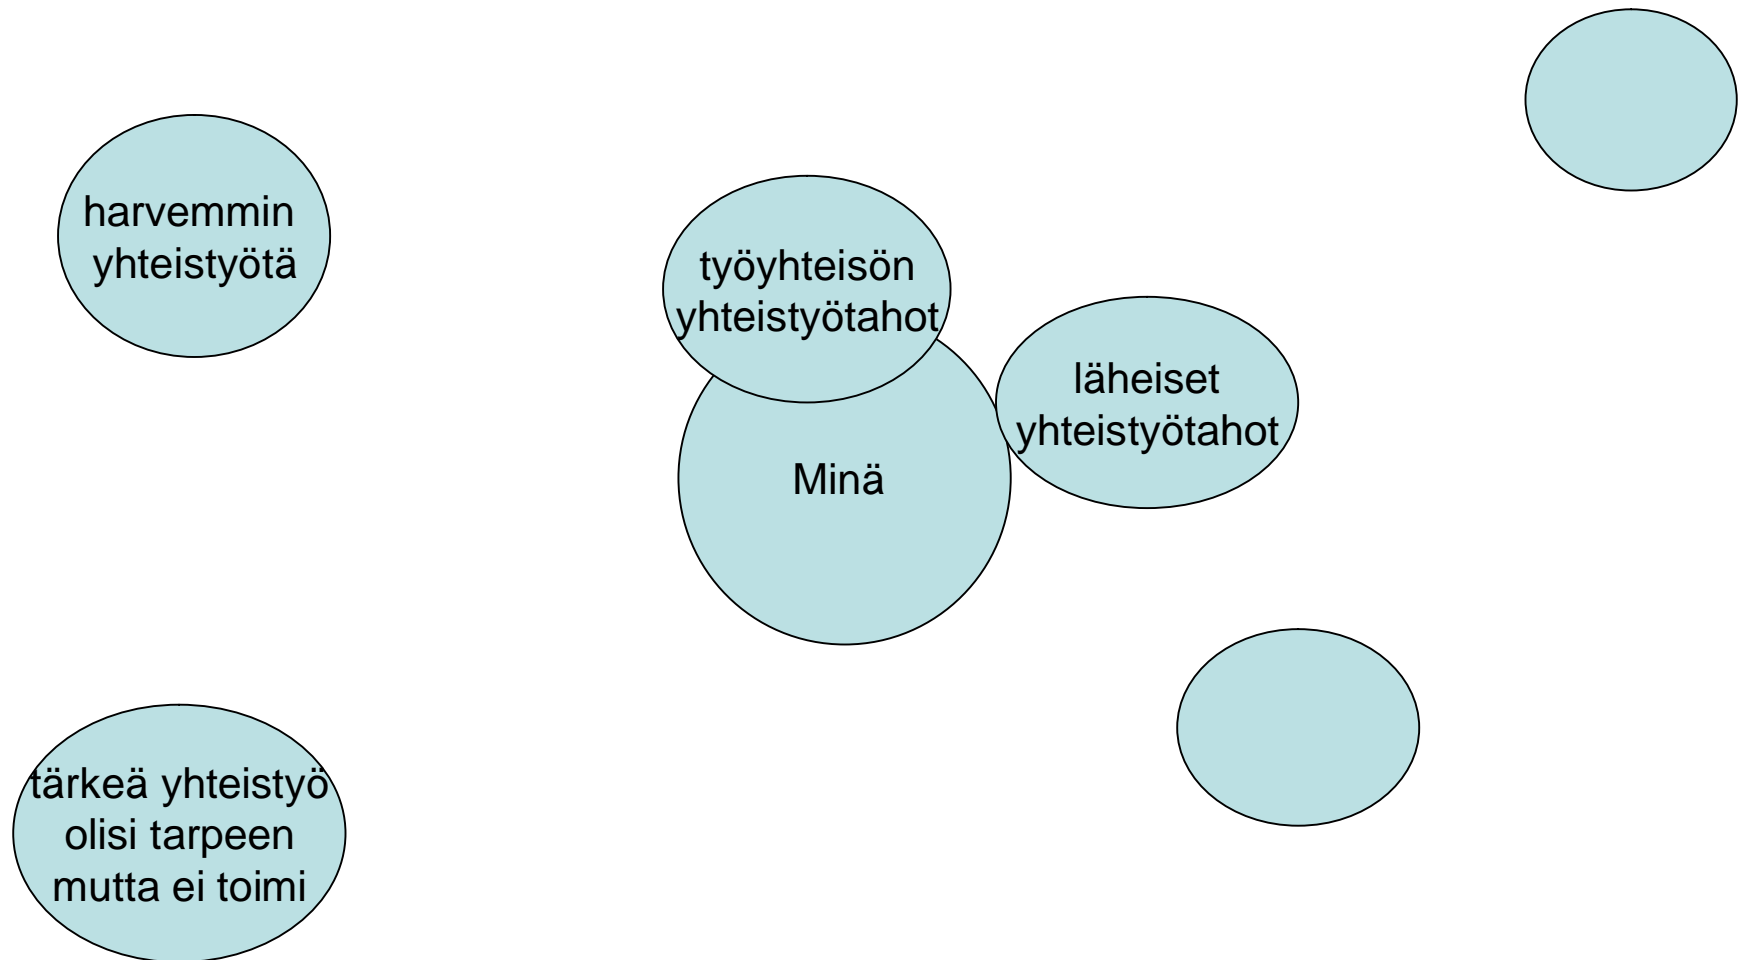 harvemmin
yhteistyötä
työyhteisön
yhteistyötahot
läheiset
yhteistyötahot
Minä
tärkeä yhteistyö
olisi tarpeen
mutta ei toimi